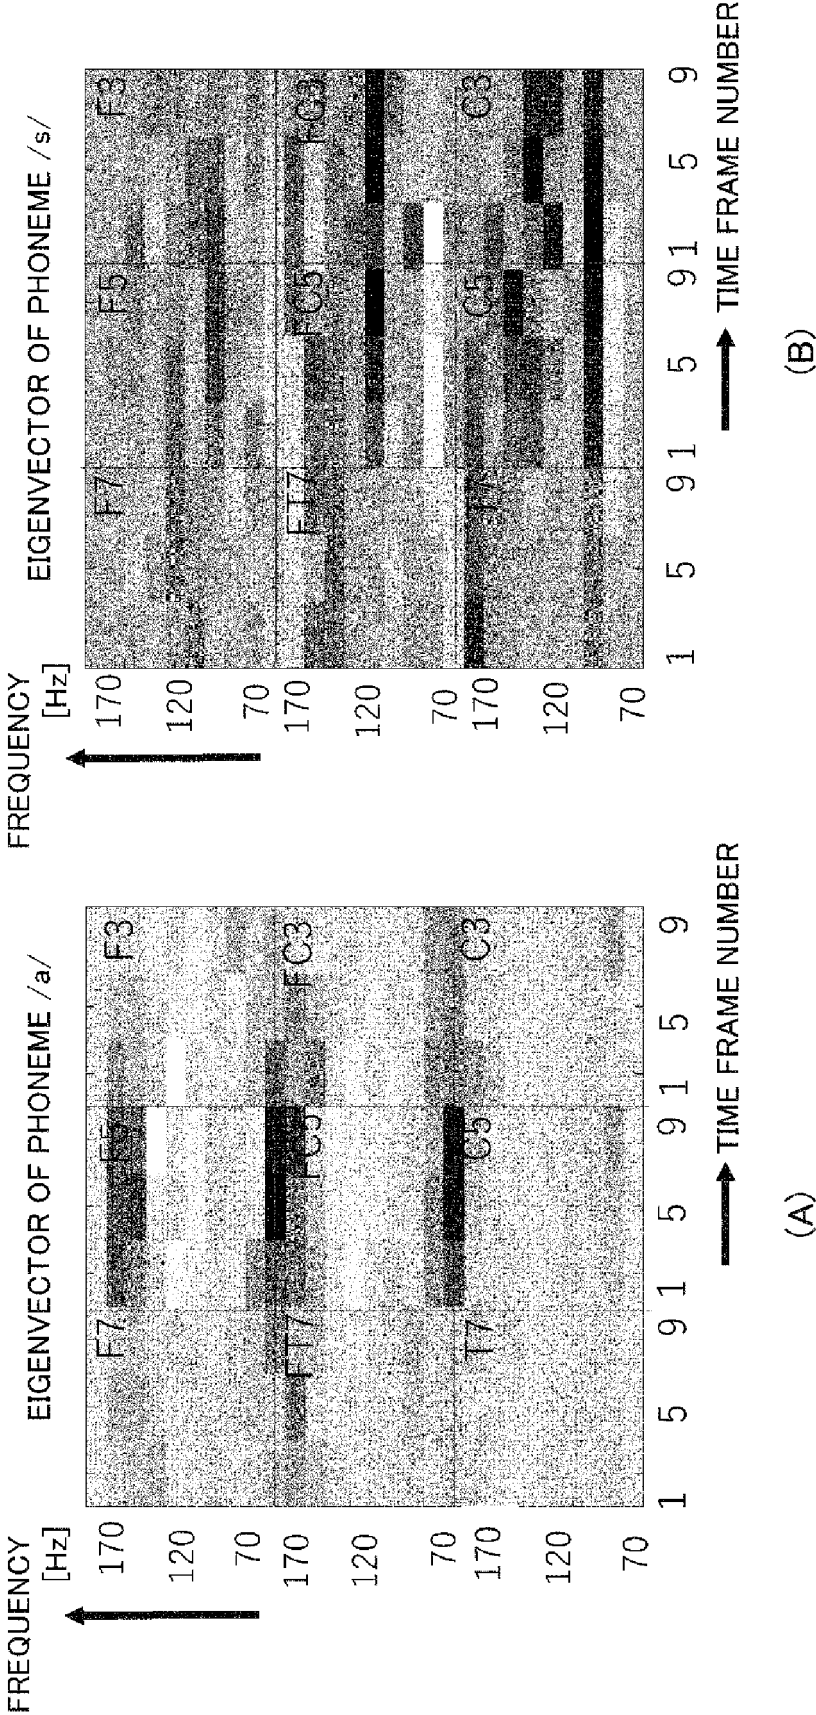 FREQUENCY
[Hz]
EIGENVECTOR OF PHONEME /a/
170 F7 F5 F3
120
70
170 FT7 FC5 FC3
120
70
170 T7 C5 C3
120
70
1 5 9 1 5 9 1 5 9
TIME FRAME NUMBER
(A)
FREQUENCY
[Hz]
EIGENVECTOR OF PHONEME /s/
170 F7 F5 F3
120
70
170 FT7 FC5 FC3
120
70
170 T7 C5 C3
120
70
1 5 9 1 5 9 1 5 9
TIME FRAME NUMBER
(B)